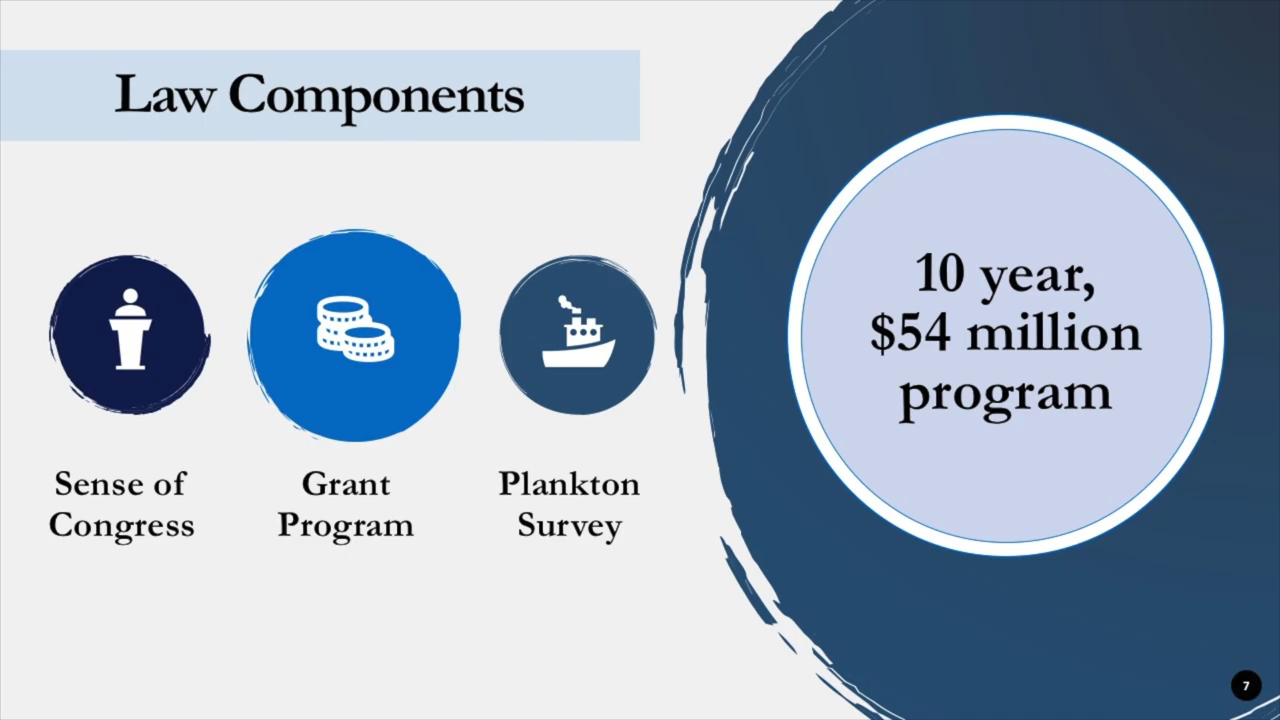 Law Components
Sense of
Congress
Grant
Program
Plankton
Survey
10 year,
$54 million
program
7